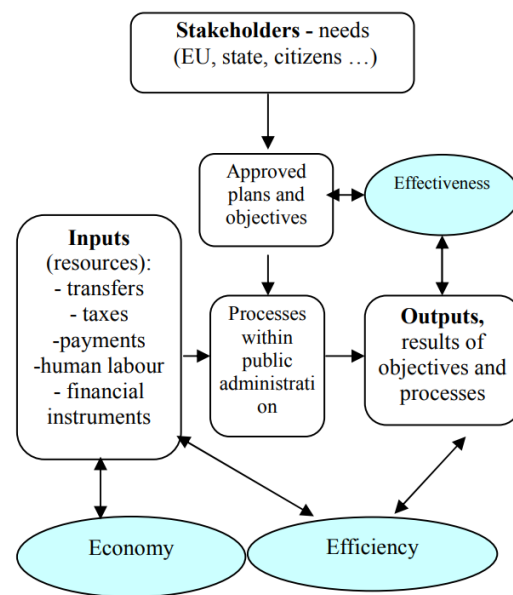 Stakeholders - needs
(EU, state, citizens …)
Approved
plans and
objectives
Effectiveness
Inputs
(resources):
- transfers
- taxes
-payments
-human labour
- financial
instruments
Processes
within
public
administrati
on
Outputs,
results of
objectives and
processes
Economy
Efficiency